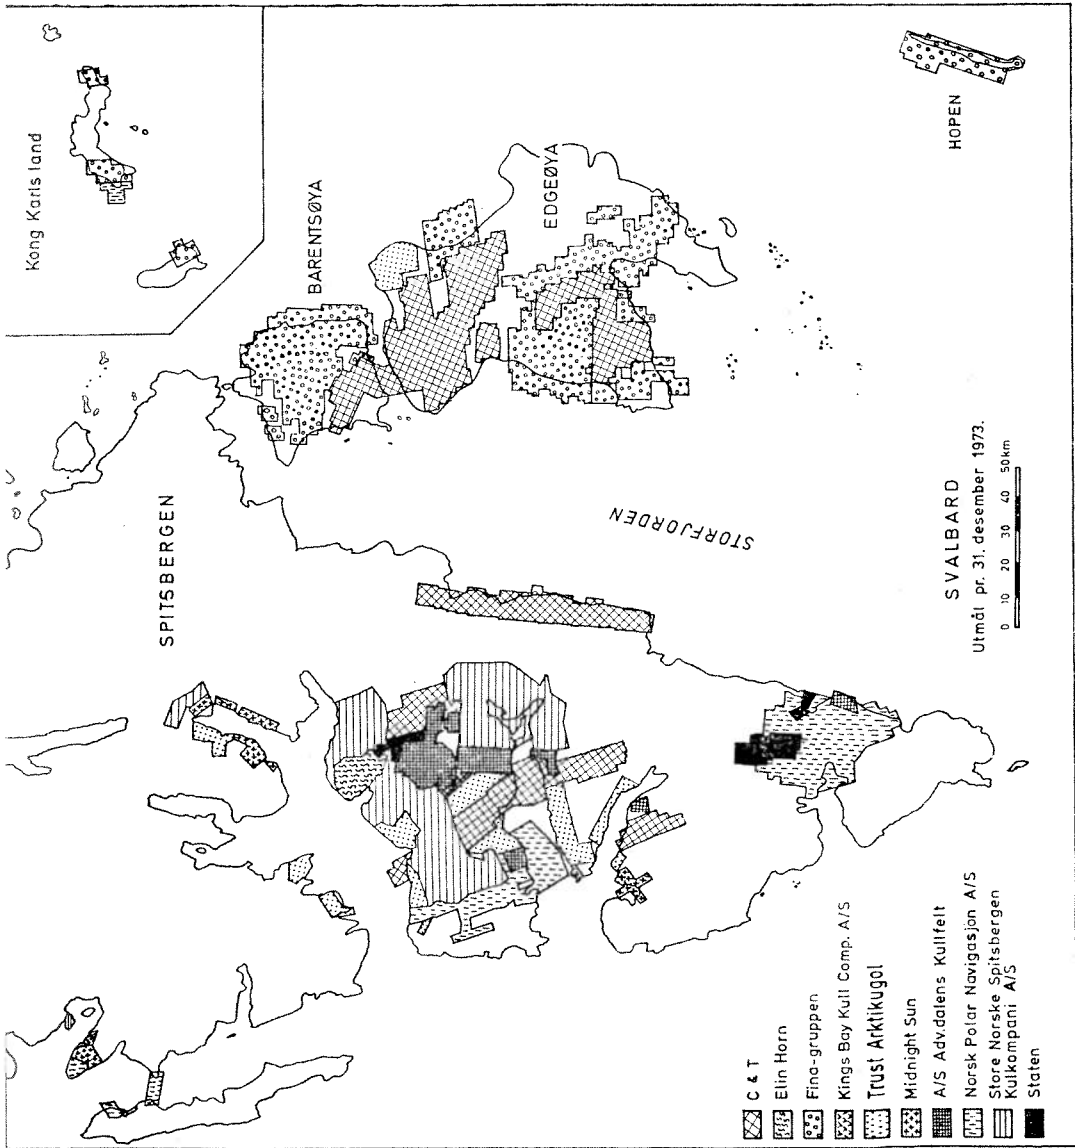 Kong Karls land
BARENTSØYA
EDGEØYA
HOPEN
SPITSBERGEN
STORFJORDEN
SVALBARD
Utmål pr. 31. desember 1973.
0 10 20 30 40 50km
C & T
Elin Horn
Fina-gruppen
Kings Bay Kull Comp. A/S
Trust Arktikugol
Midnight Sun
A/S Adv.dalens Kullfelt
Norsk Polar Navigasjon A/S
Store Norske Spitsbergen
Kulkompani A/S
Staten